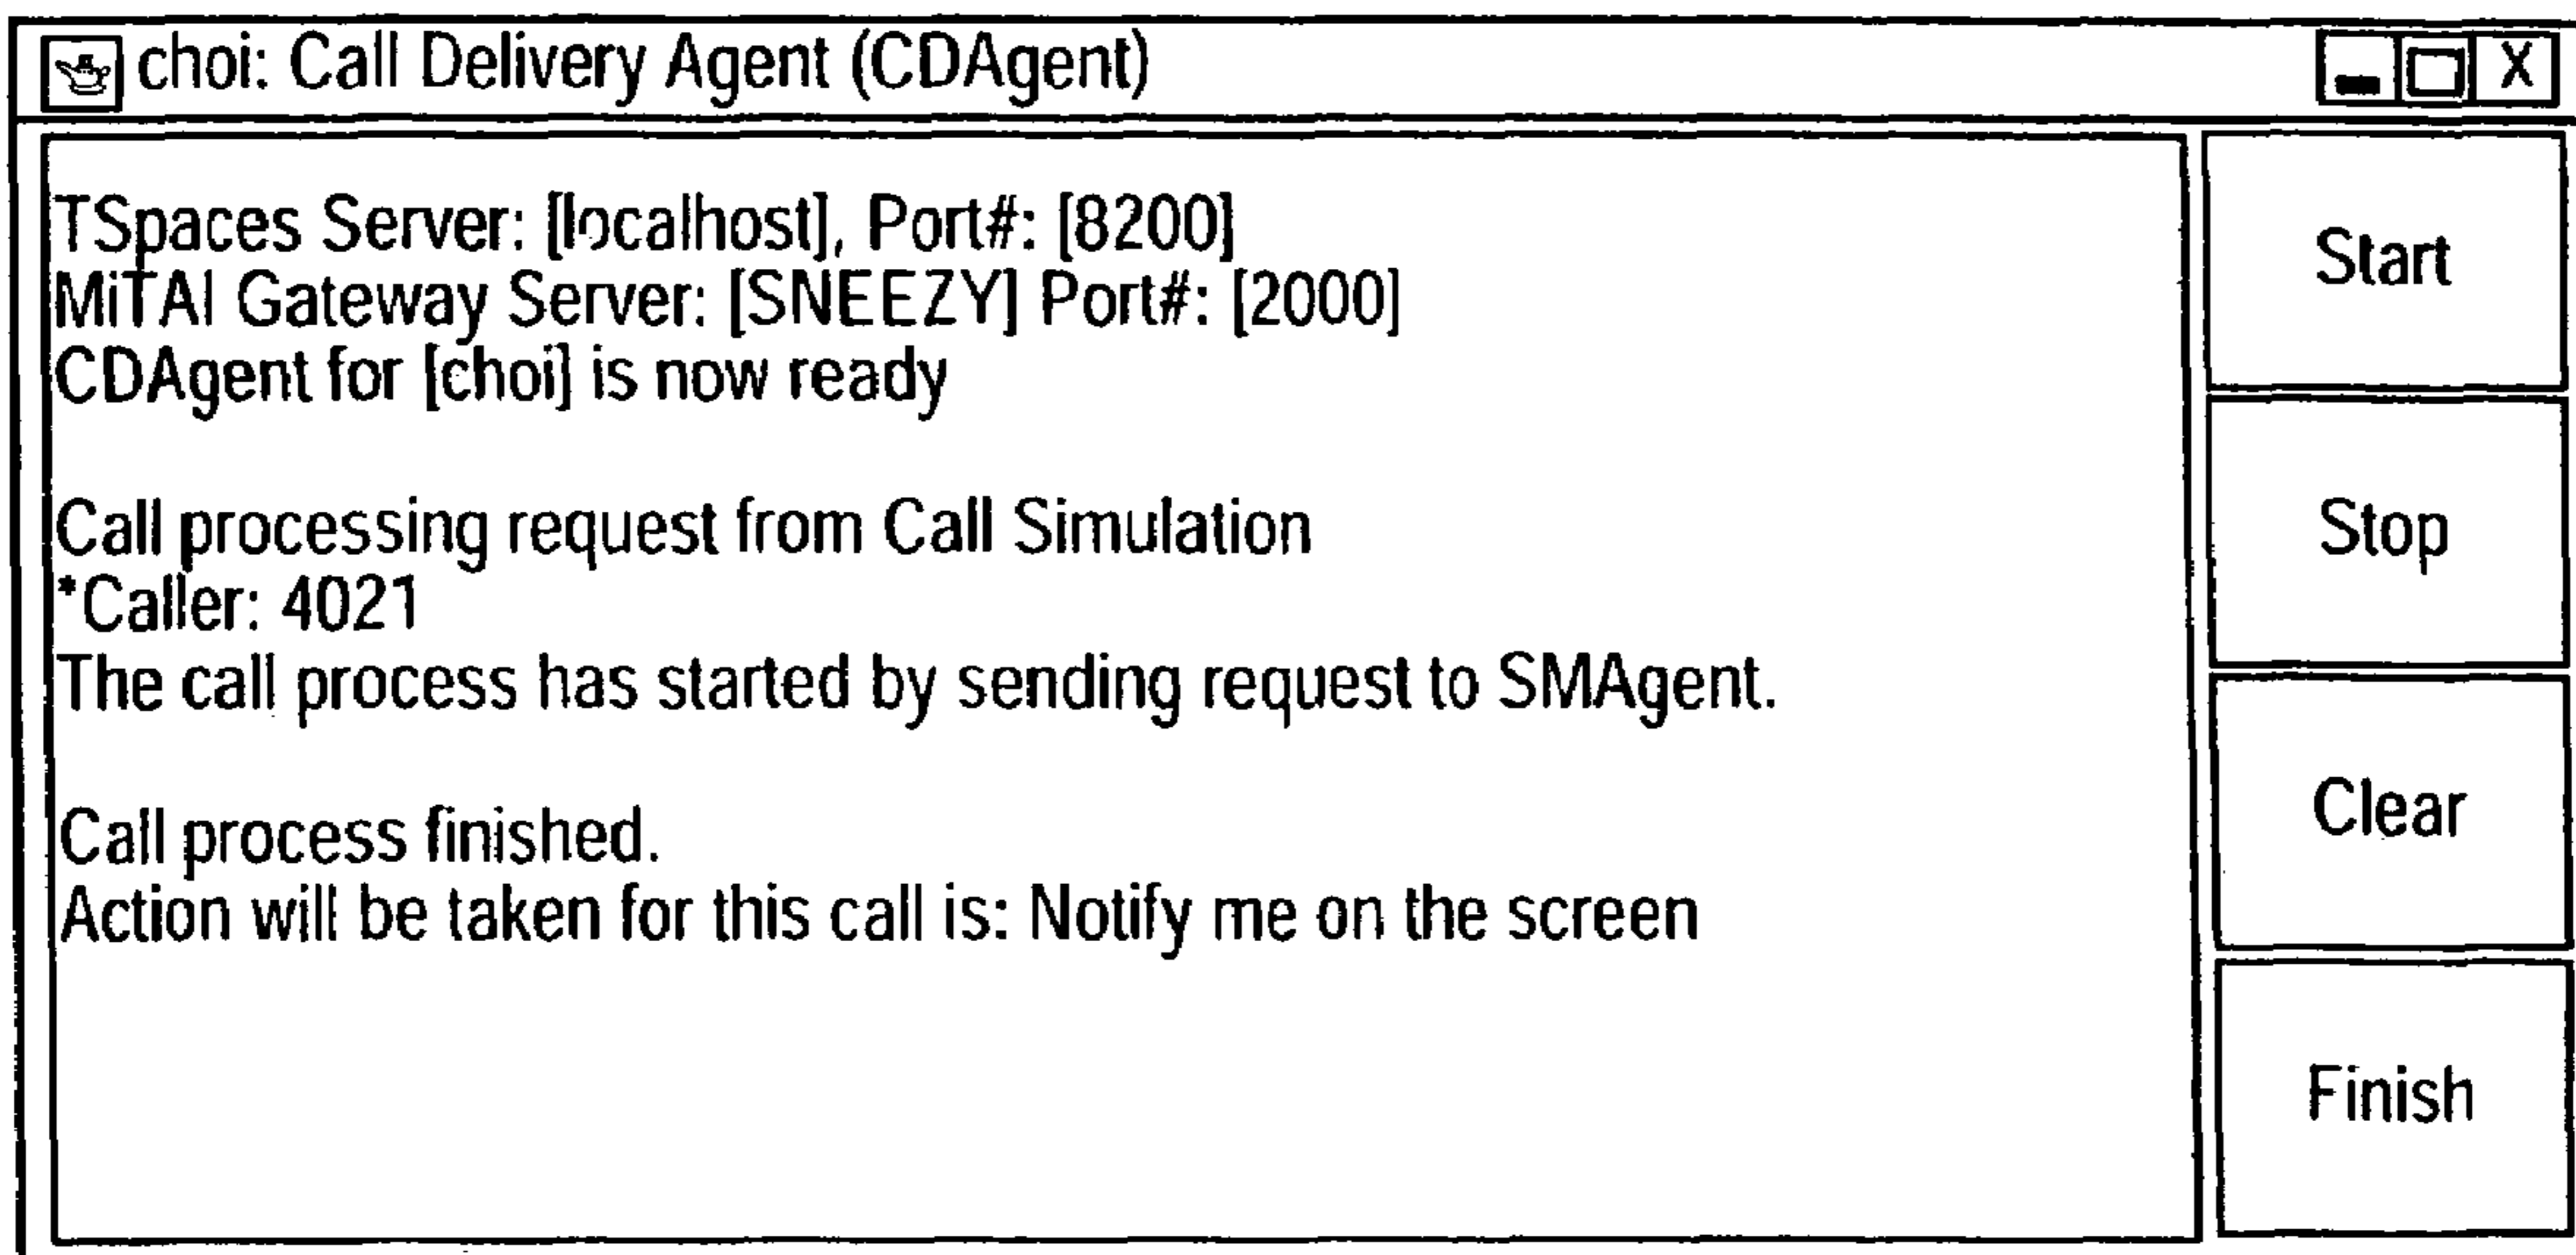 choi: Call Delivery Agent (CDAgent)
X
TSpaces Server: [localhost], Port#: [8200]
MiTAI Gateway Server: [SNEEZY] Port#: [2000]
CDAgent for [choi] is now ready
Call processing request from Call Simulation
*Caller: 4021
The call process has started by sending request to SMAgent.
Call process finished.
Action will be taken for this call is: Notify me on the screen
Start
Stop
Clear
Finish